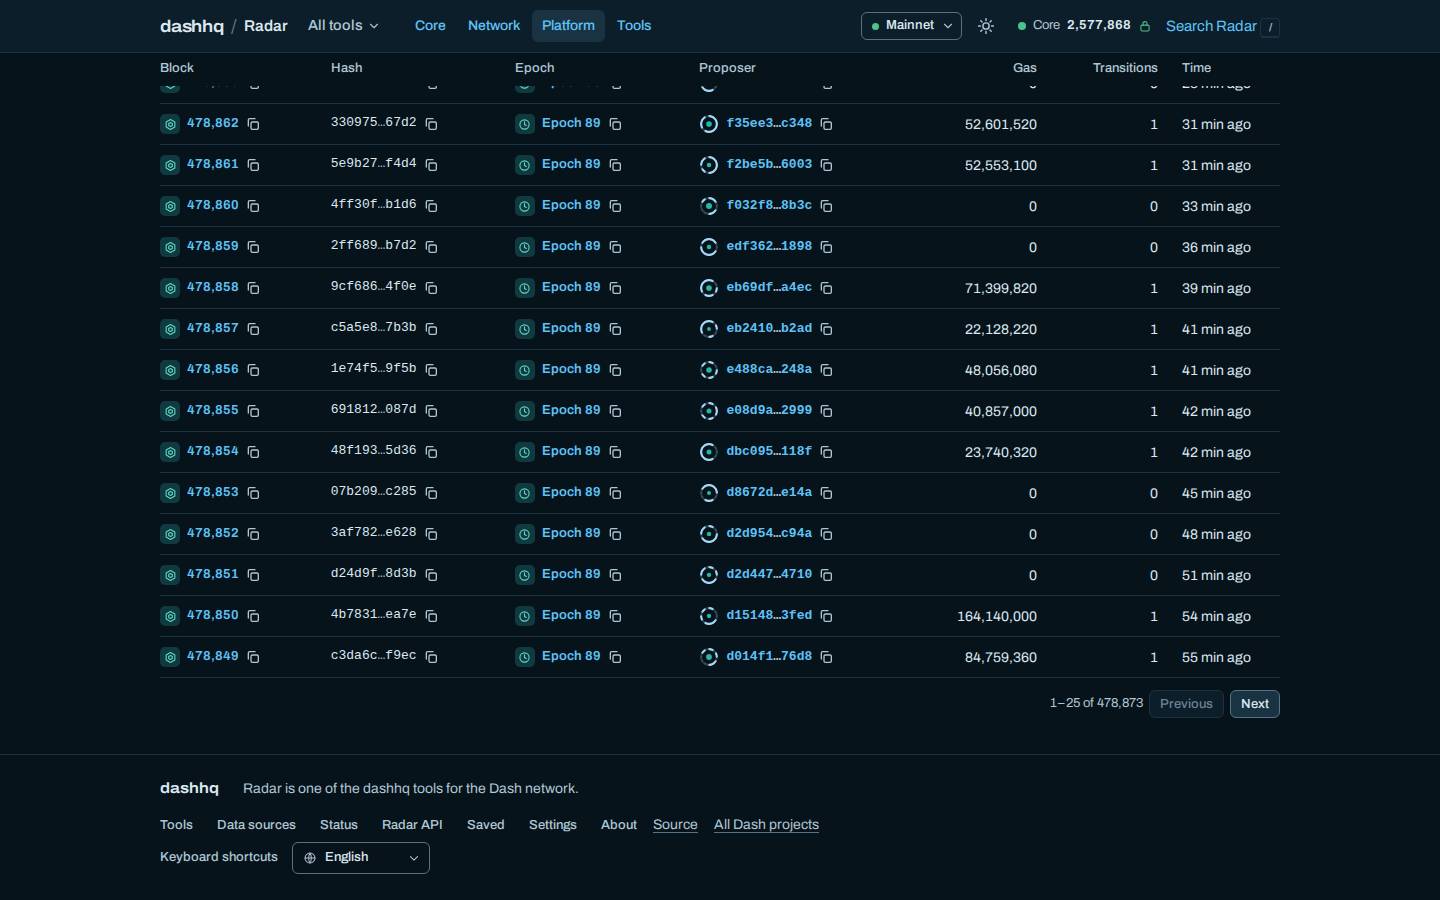 dashhq / Radar All tools Core Network Platform Tools Mainnet Core 2,577,868 Search Radar /
Block Hash Epoch Proposer Gas Transitions Time
478,862 330975…67d2 Epoch 89 f35ee3…c348 52,601,520 1 31 min ago
478,861 5e9b27…f4d4 Epoch 89 f2be5b…6003 52,553,100 1 31 min ago
478,860 4ff30f…b1d6 Epoch 89 f032f8…8b3c 0 0 33 min ago
478,859 2ff689…b7d2 Epoch 89 edf362…1898 0 0 36 min ago
478,858 9cf686…4f0e Epoch 89 eb69df…a4ec 71,399,820 1 39 min ago
478,857 c5a5e8…7b3b Epoch 89 eb2410…b2ad 22,128,220 1 41 min ago
478,856 1e74f5…9f5b Epoch 89 e488ca…248a 48,056,080 1 41 min ago
478,855 691812…087d Epoch 89 e08d9a…2999 40,857,000 1 42 min ago
478,854 48f193…5d36 Epoch 89 dbc095…118f 23,740,320 1 42 min ago
478,853 07b209…c285 Epoch 89 d8672d…e14a 0 0 45 min ago
478,852 3af782…e628 Epoch 89 d2d954…c94a 0 0 48 min ago
478,851 d24d9f…8d3b Epoch 89 d2d447…4710 0 0 51 min ago
478,850 4b7831…ea7e Epoch 89 d15148…3fed 164,140,000 1 54 min ago
478,849 c3da6c…f9ec Epoch 89 d014f1…76d8 84,759,360 1 55 min ago
1–25 of 478,873 Previous Next
dashhq Radar is one of the dashhq tools for the Dash network.
Tools Data sources Status Radar API Saved Settings About Source All Dash projects
Keyboard shortcuts English